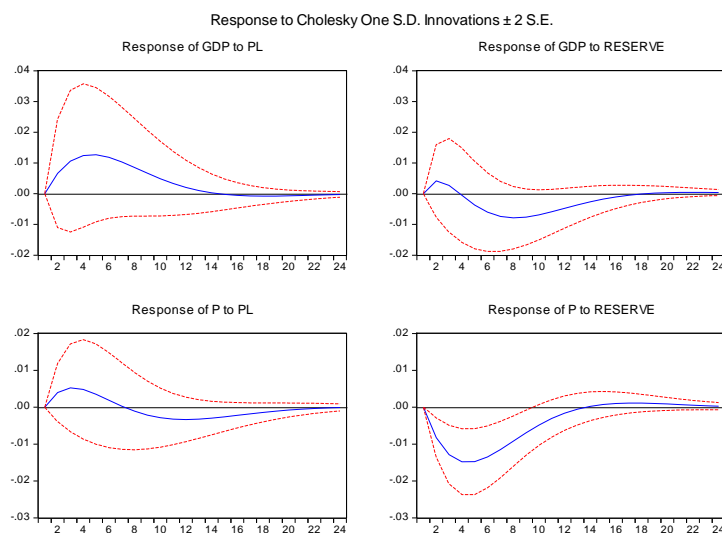 Response to Cholesky One S.D. Innovations ± 2 S.E.
Response of GDP to PL
.04
.03
.02
.01
.00
-.01
-.02
2 4 6 8 10 12 14 16 18 20 22 24
Response of GDP to RESERVE
.04
.03
.02
.01
.00
-.01
-.02
2 4 6 8 10 12 14 16 18 20 22 24
Response of P to PL
.02
.01
.00
-.01
-.02
-.03
2 4 6 8 10 12 14 16 18 20 22 24
Response of P to RESERVE
.02
.01
.00
-.01
-.02
-.03
2 4 6 8 10 12 14 16 18 20 22 24